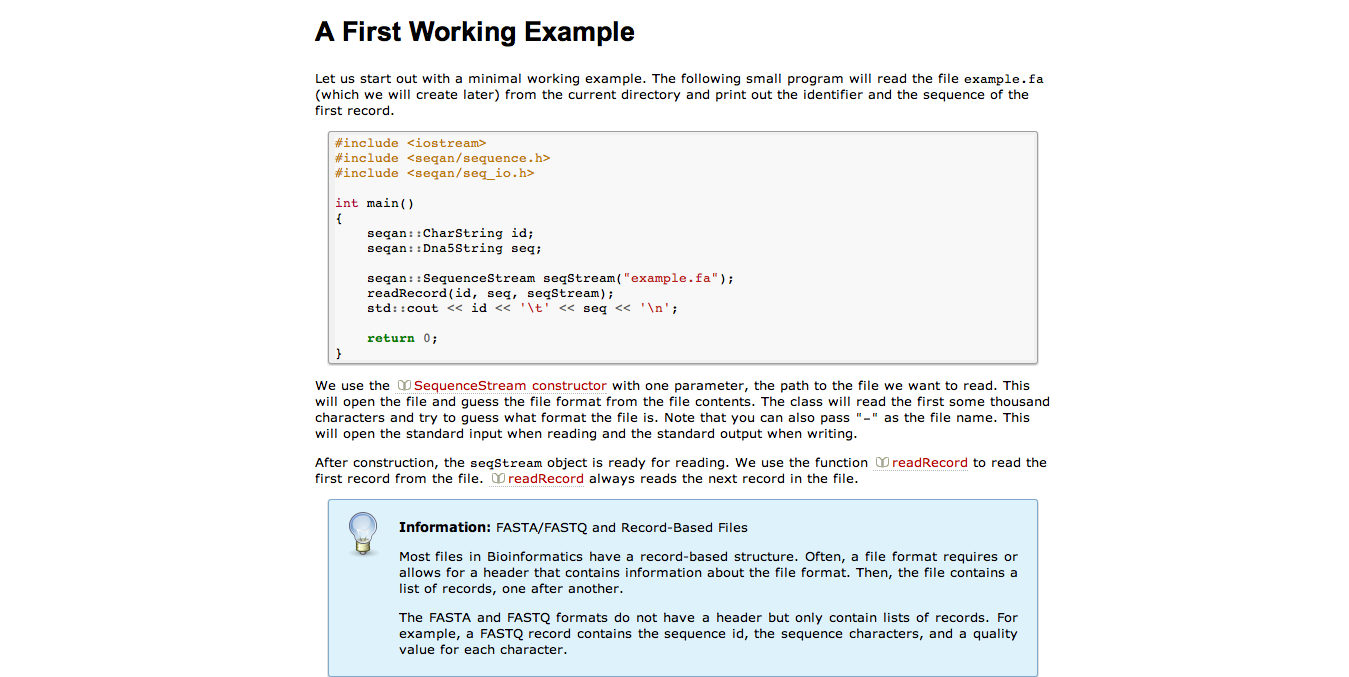 A First Working Example
Let us start out with a minimal working example. The following small program will read the file example.fa
(which we will create later) from the current directory and print out the identifier and the sequence of the
first record.
#include <iostream>
#include <seqan/sequence.h>
#include <seqan/seq_io.h>
int main()
{
    seqan::CharString id;
    seqan::Dna5String seq;
    seqan::SequenceStream seqStream("example.fa");
    readRecord(id, seq, seqStream);
    std::cout << id << '\t' << seq << '\n';
    return 0;
}
We use the SequenceStream constructor with one parameter, the path to the file we want to read. This
will open the file and guess the file format from the file contents. The class will read the first some thousand
characters and try to guess what format the file is. Note that you can also pass "-" as the file name. This
will open the standard input when reading and the standard output when writing.
After construction, the seqStream object is ready for reading. We use the function readRecord to read the
first record from the file. readRecord always reads the next record in the file.
Information: FASTA/FASTQ and Record-Based Files
Most files in Bioinformatics have a record-based structure. Often, a file format requires or
allows for a header that contains information about the file format. Then, the file contains a
list of records, one after another.
The FASTA and FASTQ formats do not have a header but only contain lists of records. For
example, a FASTQ record contains the sequence id, the sequence characters, and a quality
value for each character.